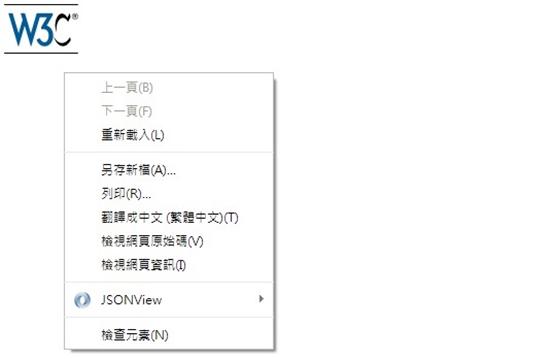 W3C®
上一頁(B)
下一頁(F)
重新載入(L)
另存新檔(A)...
列印(R)...
翻譯成中文 (繁體中文)(T)
檢視網頁原始碼(V)
檢視網頁資訊(I)
JSONView
檢查元素(N)